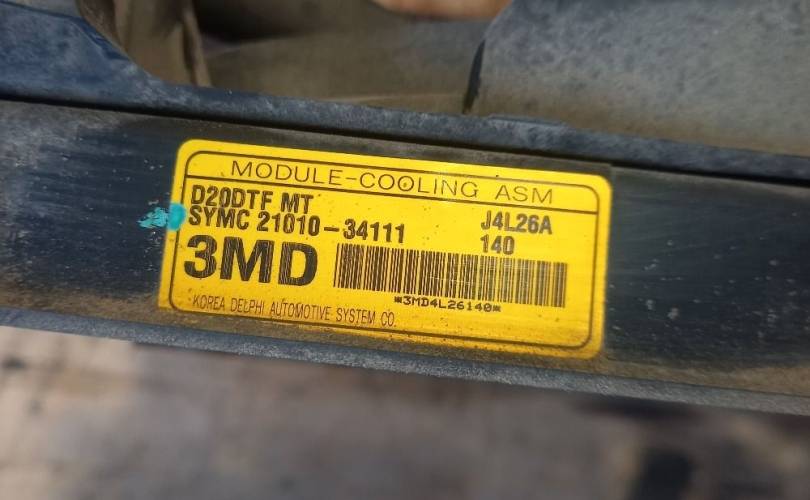 MODULE-COOLING ASM
D20DTF MT J4L26A
SYMC 21010-34111 140
3MD
*3MD4L26140*
KOREA DELPHI AUTOMOTIVE SYSTEM CO.